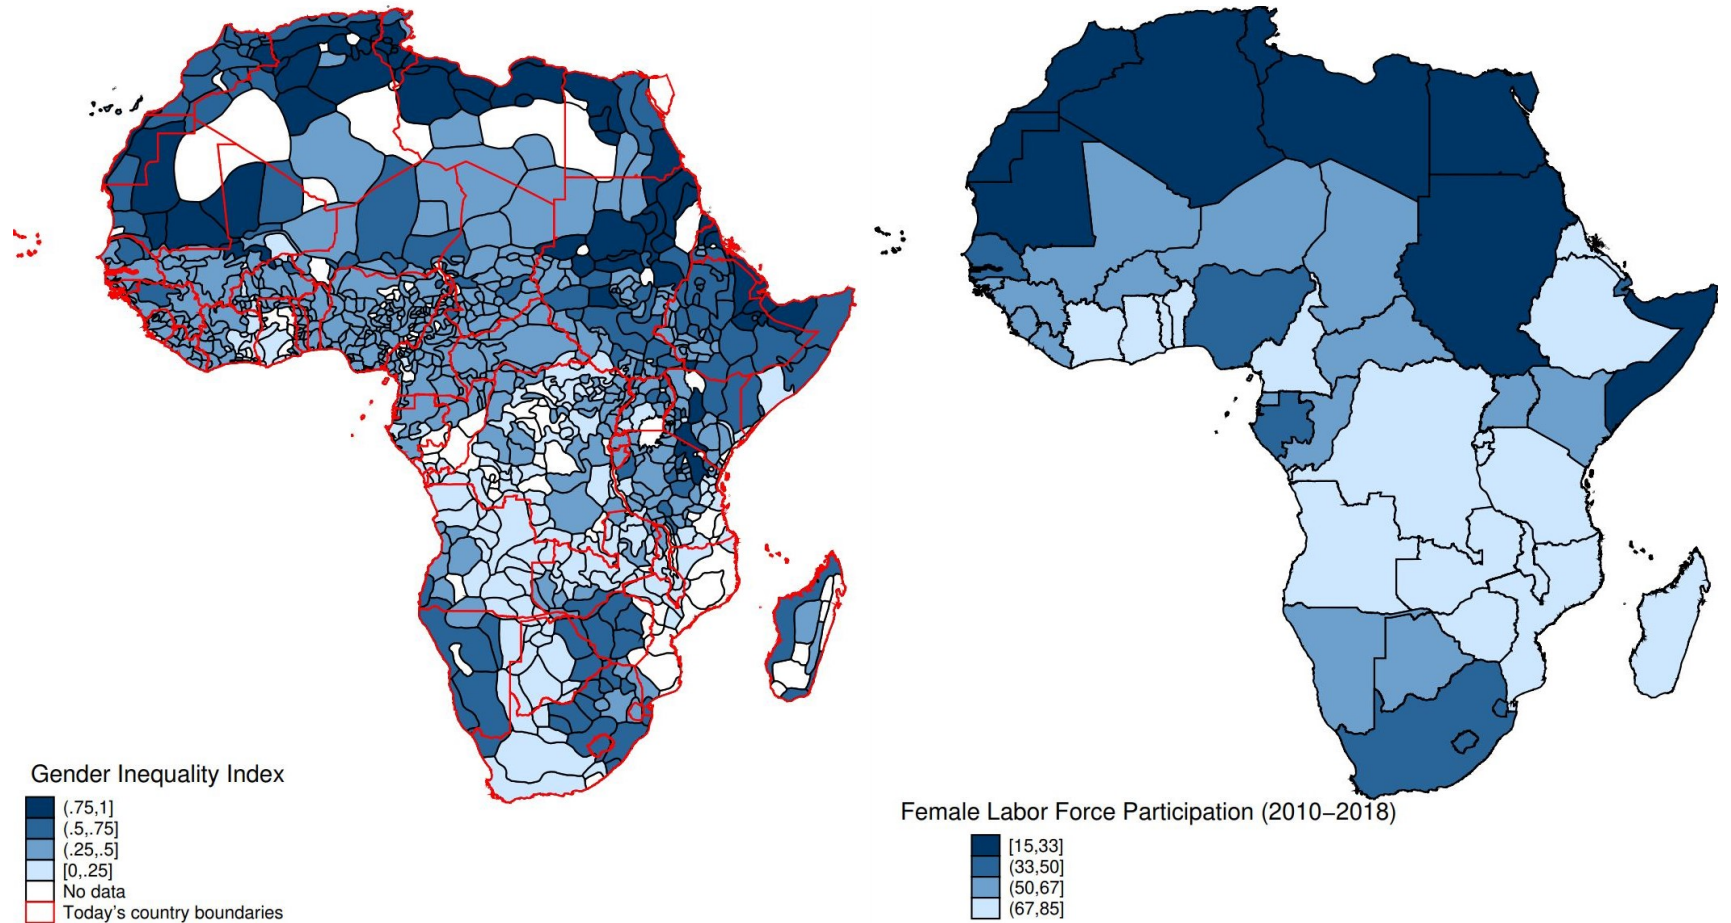 Gender Inequality Index
(.75,1]
(.5,.75]
(.25,.5]
[0,.25]
No data
Today's country boundaries
Female Labor Force Participation (2010–2018)
[15,33]
(33,50]
(50,67]
(67,85]